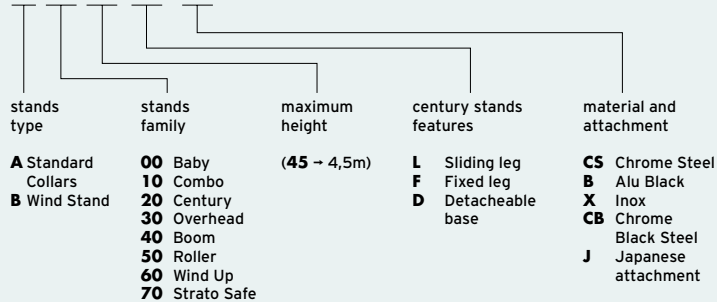 stands
type
A Standard
Collars
B Wind Stand
stands
family
00 Baby
10 Combo
20 Century
30 Overhead
40 Boom
50 Roller
60 Wind Up
70 Strato Safe
maximum
height
(45 → 4,5m)
century stands
features
L Sliding leg
F Fixed leg
D Detacheable
base
material and
attachment
CS Chrome Steel
B Alu Black
X Inox
CB Chrome
Black Steel
J Japanese
attachment